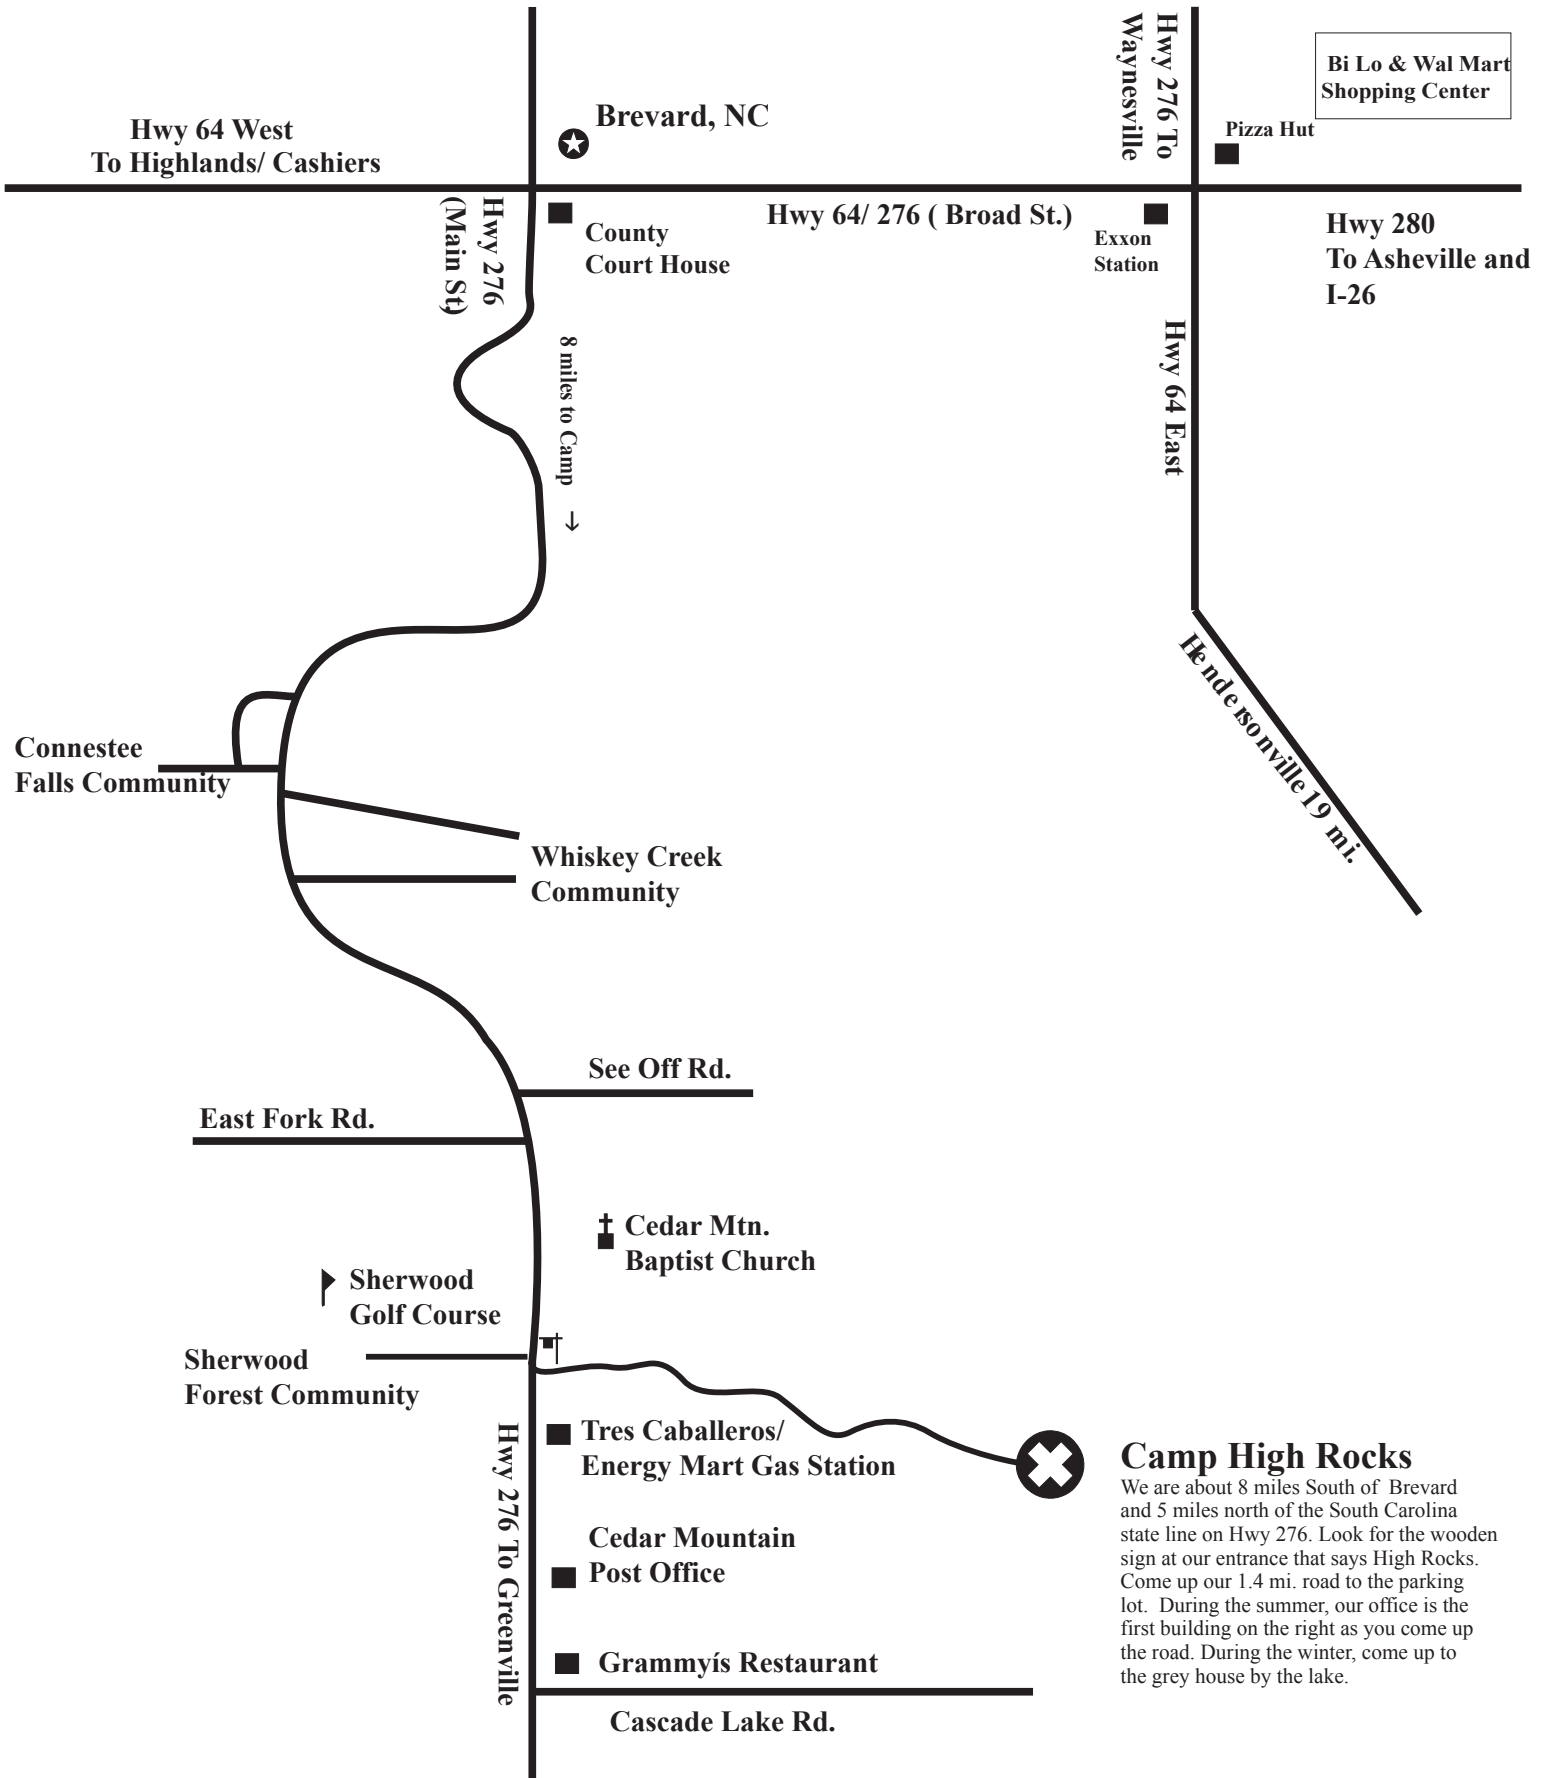 Hwy 276 To
Waynesville
Bi Lo & Wal Mart
Shopping Center
Brevard, NC
Pizza Hut
Hwy 64 West
To Highlands/ Cashiers
Hwy 276
(Main St.)
County
Court House
Hwy 64/ 276 ( Broad St.)
Exxon
Station
Hwy 280
To Asheville and
I-26
8 miles to Camp →
Hwy 64 East
Hendersonville 19 mi.
Connestee
Falls Community
Whiskey Creek
Community
See Off Rd.
East Fork Rd.
Cedar Mtn.
Baptist Church
Sherwood
Golf Course
Sherwood
Forest Community
Tres Caballeros/
Energy Mart Gas Station
Hwy 276 To Greenville
Cedar Mountain
Post Office
Grammyís Restaurant
Cascade Lake Rd.
Camp High Rocks
We are about 8 miles South of Brevard
and 5 miles north of the South Carolina
state line on Hwy 276. Look for the wooden
sign at our entrance that says High Rocks.
Come up our 1.4 mi. road to the parking
lot. During the summer, our office is the
first building on the right as you come up
the road. During the winter, come up to
the grey house by the lake.